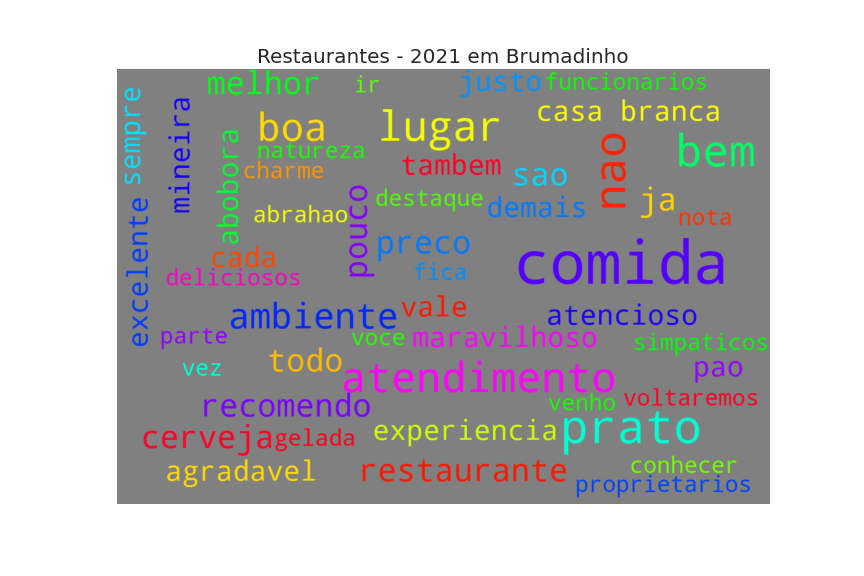 Restaurantes - 2021 em Brumadinho
melhor
ir
justo
funcionarios
sempre
mineira
boa
lugar
casa branca
abobora
natureza
charme
tambem
sao
nao
bem
abrahao
pouco
destaque
demais
ja
nota
excelente
cada
preco
comida
deliciosos
fica
ambiente
vale
atencioso
parte
voce
maravilhoso
simpaticos
vez
todo
atendimento
pao
recomendo
venho
voltaremos
cerveja
gelada
experiencia
prato
agradavel
restaurante
conhecer
proprietarios